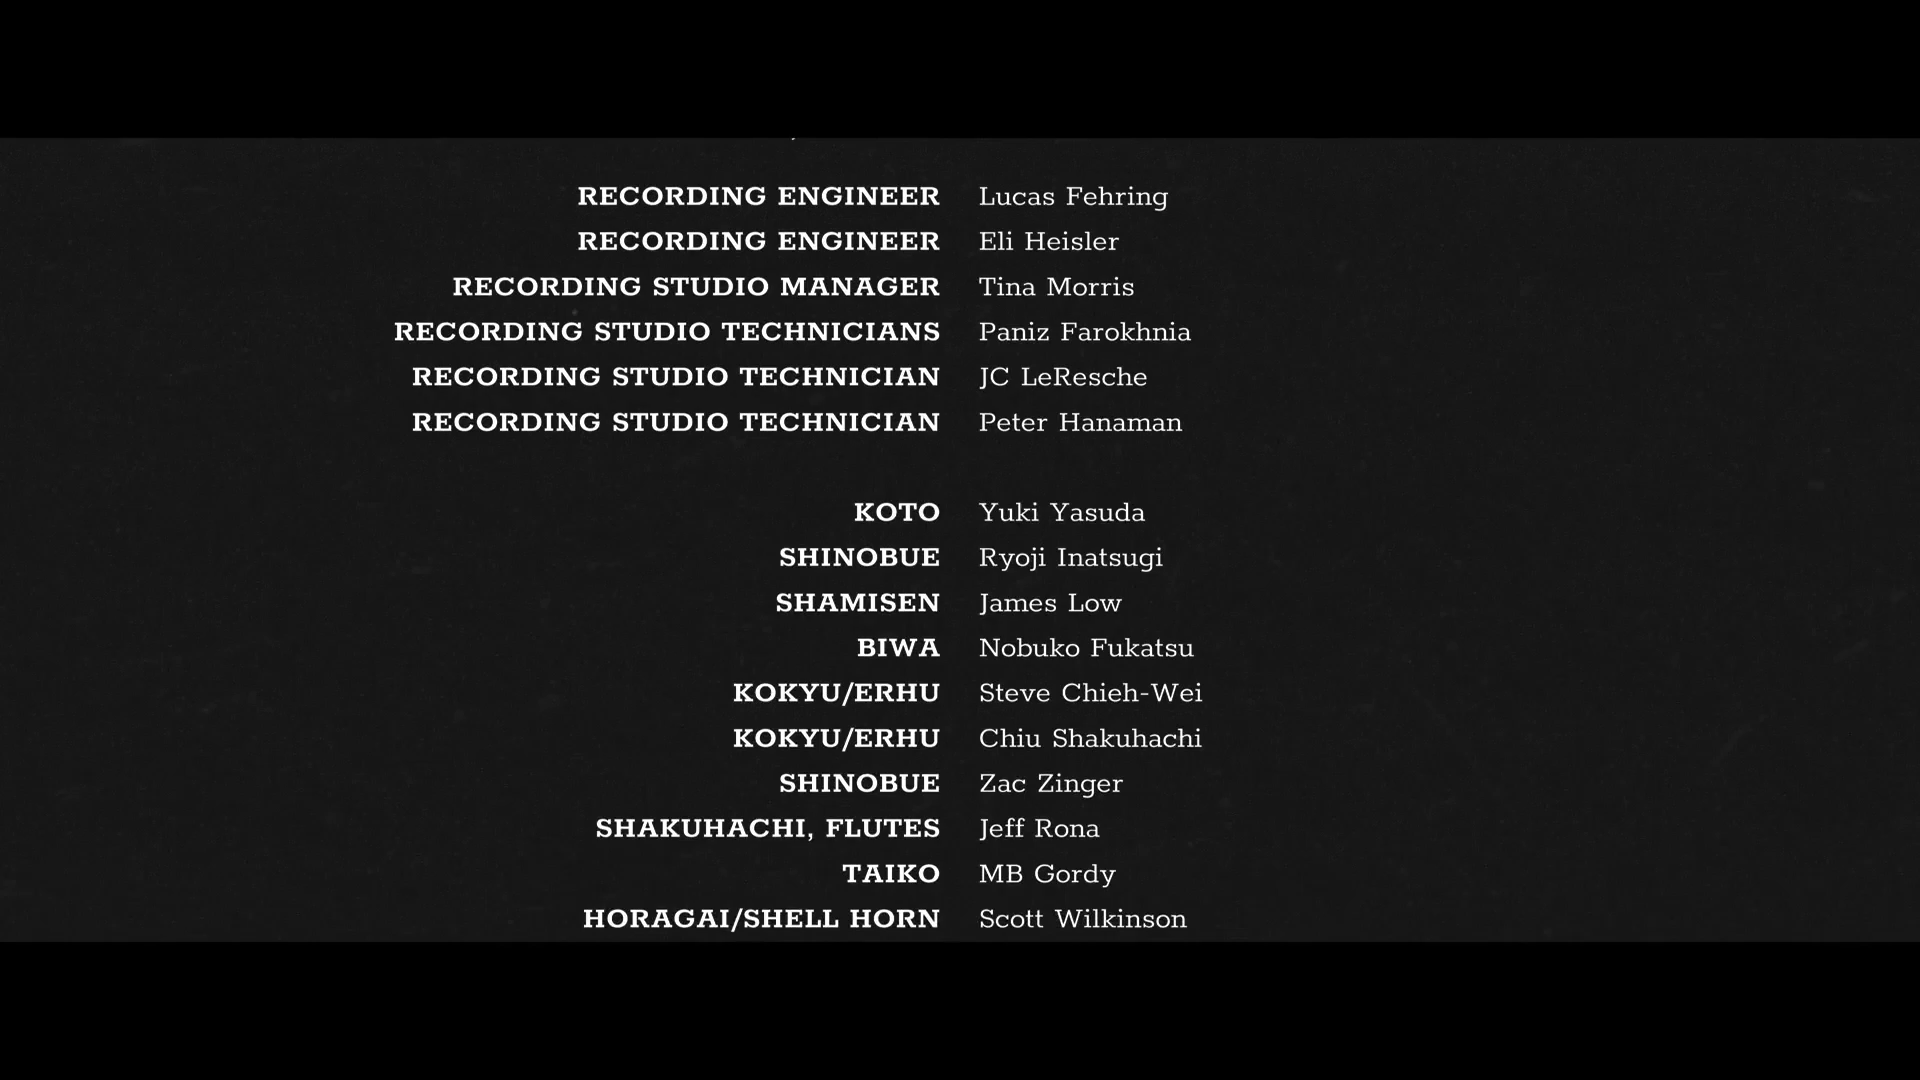 RECORDING ENGINEER Lucas Fehring
RECORDING ENGINEER Eli Heisler
RECORDING STUDIO MANAGER Tina Morris
RECORDING STUDIO TECHNICIANS Paniz Farokhnia
RECORDING STUDIO TECHNICIAN JC LeResche
RECORDING STUDIO TECHNICIAN Peter Hanaman
KOTO Yuki Yasuda
SHINOBUE Ryoji Inatsugi
SHAMISEN James Low
BIWA Nobuko Fukatsu
KOKYU/ERHU Steve Chieh-Wei
KOKYU/ERHU Chiu Shakuhachi
SHINOBUE Zac Zinger
SHAKUHACHI, FLUTES Jeff Rona
TAIKO MB Gordy
HORAGAI/SHELL HORN Scott Wilkinson